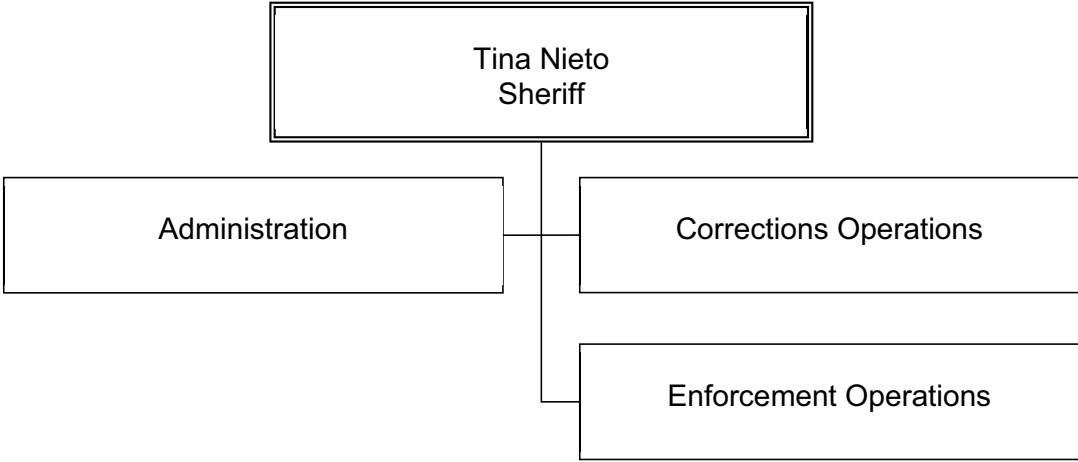 Tina Nieto
Sheriff
Administration
Corrections Operations
Enforcement Operations